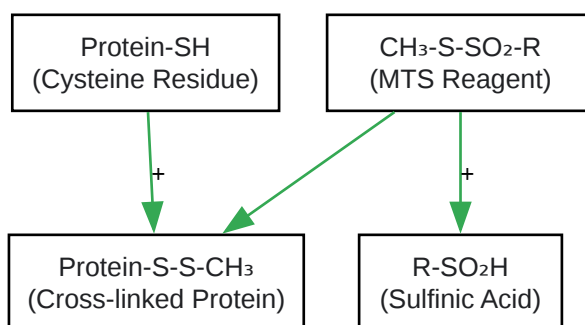 Protein-SH
(Cysteine Residue)
CH₃-S-SO₂-R
(MTS Reagent)
+
+
Protein-S-S-CH₃
(Cross-linked Protein)
R-SO₂H
(Sulfinic Acid)